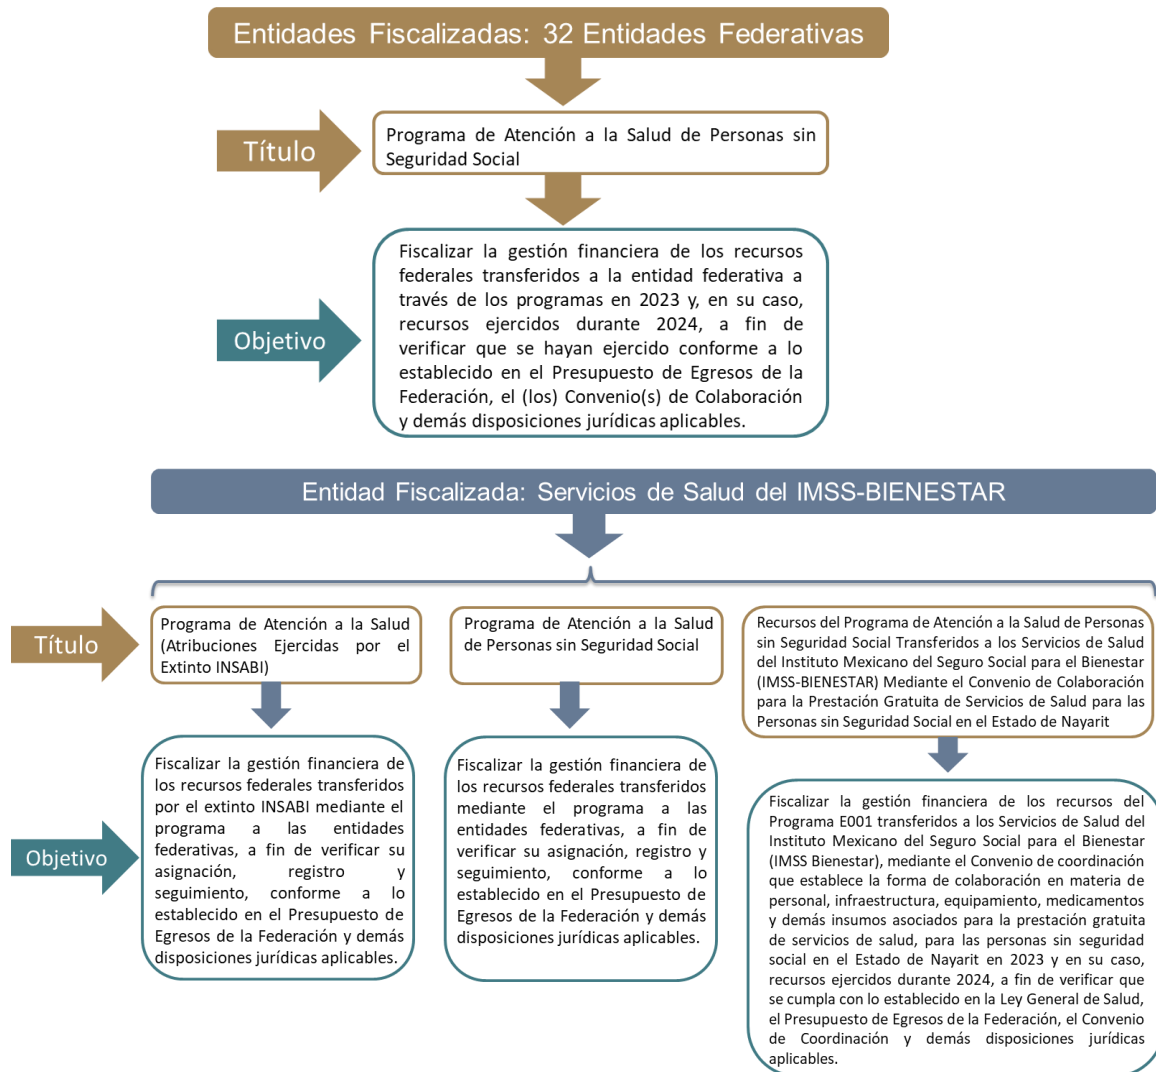 Entidades Fiscalizadas: 32 Entidades Federativas
Título
Programa de Atención a la Salud de Personas sin
Seguridad Social
Objetivo
Fiscalizar la gestión financiera de los recursos
federales transferidos a la entidad federativa a
través de los programas en 2023 y, en su caso,
recursos ejercidos durante 2024, a fin de
verificar que se hayan ejercido conforme a lo
establecido en el Presupuesto de Egresos de la
Federación, el (los) Convenio(s) de Colaboración
y demás disposiciones jurídicas aplicables.
Entidad Fiscalizada: Servicios de Salud del IMSS-BIENESTAR
Título
Programa de Atención a la Salud
(Atribuciones Ejercidas por el
Extinto INSABI)
Programa de Atención a la Salud
de Personas sin Seguridad Social
Recursos del Programa de Atención a la Salud de Personas
sin Seguridad Social Transferidos a los Servicios de Salud
del Instituto Mexicano del Seguro Social para el Bienestar
(IMSS-BIENESTAR) Mediante el Convenio de Colaboración
para la Prestación Gratuita de Servicios de Salud para las
Personas sin Seguridad Social en el Estado de Nayarit
Objetivo
Fiscalizar la gestión financiera de
los recursos federales transferidos
por el extinto INSABI mediante el
programa a las entidades
federativas, a fin de verificar su
asignación, registro y
seguimiento, conforme a lo
establecido en el Presupuesto de
Egresos de la Federación y demás
disposiciones jurídicas aplicables.
Fiscalizar la gestión financiera de
los recursos federales transferidos
mediante el programa a las
entidades federativas, a fin de
verificar su asignación, registro y
seguimiento, conforme a lo
establecido en el Presupuesto de
Egresos de la Federación y demás
disposiciones jurídicas aplicables.
Fiscalizar la gestión financiera de los recursos del
Programa E001 transferidos a los Servicios de Salud del
Instituto Mexicano del Seguro Social para el Bienestar
(IMSS Bienestar), mediante el Convenio de coordinación
que establece la forma de colaboración en materia de
personal, infraestructura, equipamiento, medicamentos
y demás insumos asociados para la prestación gratuita
de servicios de salud, para las personas sin seguridad
social en el Estado de Nayarit en 2023 y en su caso,
recursos ejercidos durante 2024, a fin de verificar que
se cumpla con lo establecido en la Ley General de Salud,
el Presupuesto de Egresos de la Federación, el Convenio
de Coordinación y demás disposiciones jurídicas
aplicables.